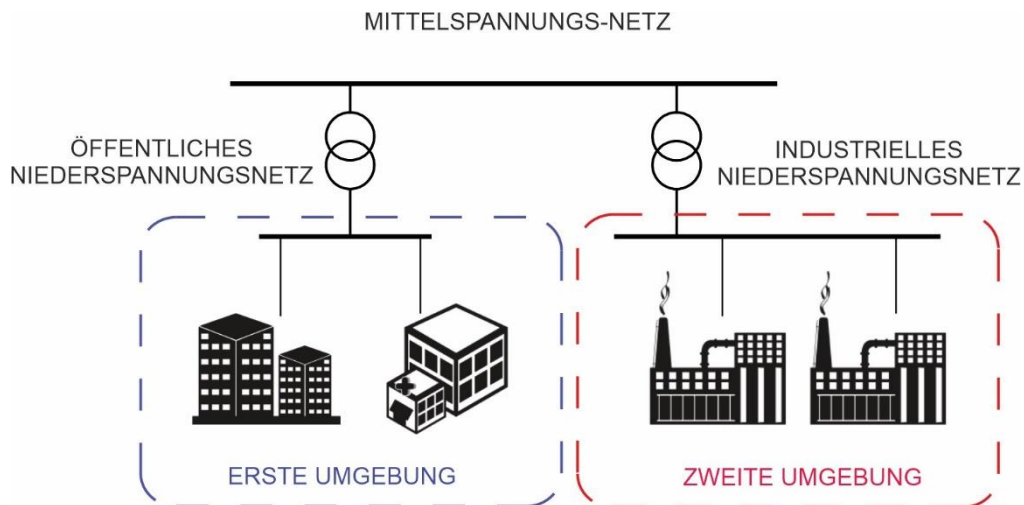 MITTELSPANNUNGS-NETZ
ÖFFENTLICHES
NIEDERSPANNUNGSNETZ
INDUSTRIELLES
NIEDERSPANNUNGSNETZ
ERSTE UMGEBUNG
ZWEITE UMGEBUNG